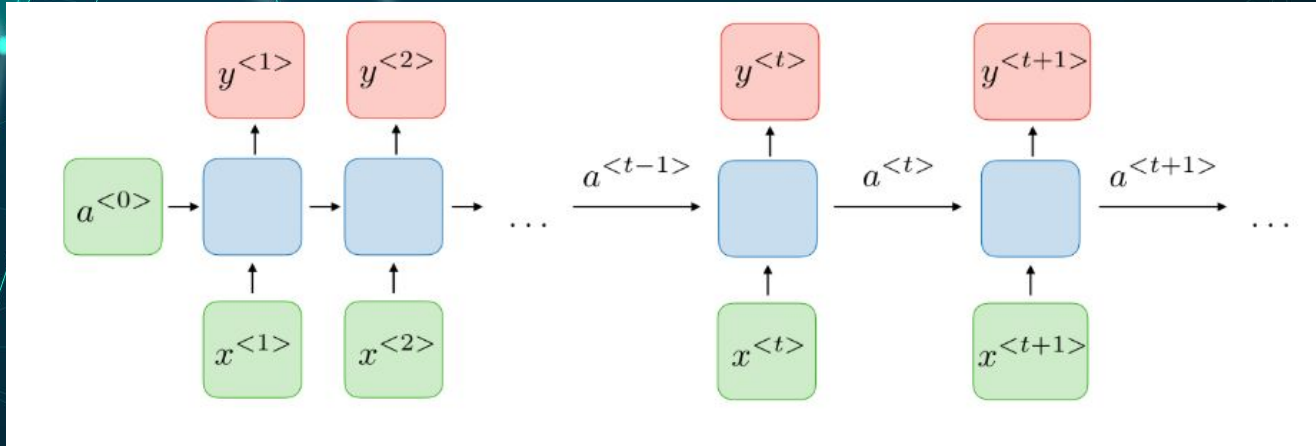 y<1> y<2> y<t> y<t+1>
a<0> ... a<t−1> a<t> a<t+1> ...
x<1> x<2> x<t> x<t+1>